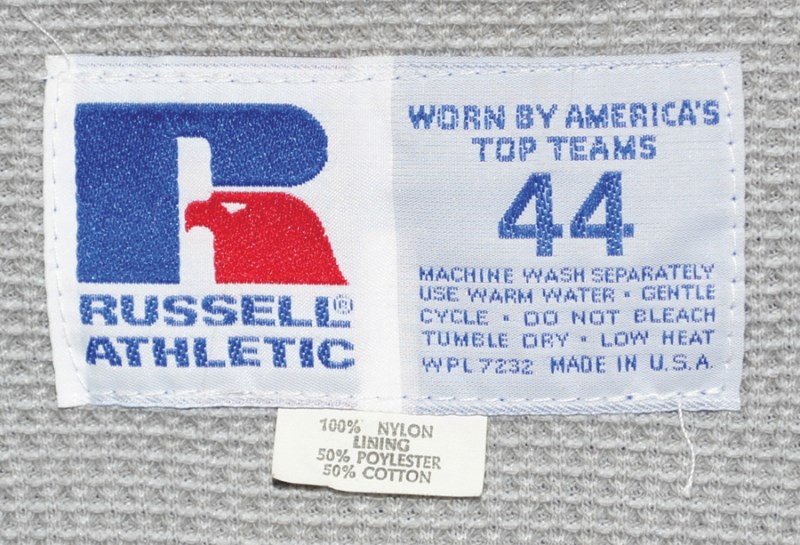 RUSSELL®
ATHLETIC
WORN BY AMERICA'S
TOP TEAMS
44
MACHINE WASH SEPARATELY
USE WARM WATER • GENTLE
CYCLE • DO NOT BLEACH
TUMBLE DRY • LOW HEAT
WPL 7232 MADE IN U.S.A.
100% NYLON
LINING
50% POYLESTER
50% COTTON